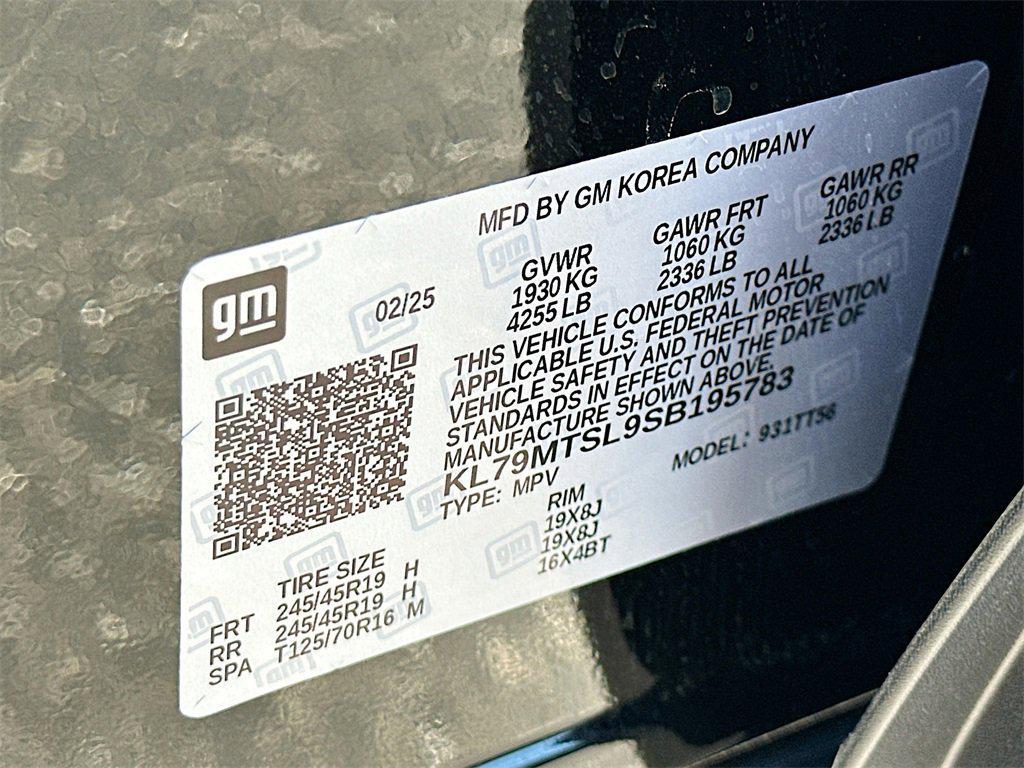 MFD BY GM KOREA COMPANY
gm
02/25
GVWR GAWR FRT GAWR RR
1930 KG 1060 KG 1060 KG
4255 LB 2336 LB 2336 LB
THIS VEHICLE CONFORMS TO ALL
APPLICABLE U.S. FEDERAL MOTOR
VEHICLE SAFETY AND THEFT PREVENTION
STANDARDS IN EFFECT ON THE DATE OF
MANUFACTURE SHOWN ABOVE.
KL79MTSL9SB195783
TYPE: MPV MODEL: 931TT56
TIRE SIZE RIM
FRT 245/45R19 H 19X8J
RR 245/45R19 H 19X8J
SPA T125/70R16 M 16X4BT